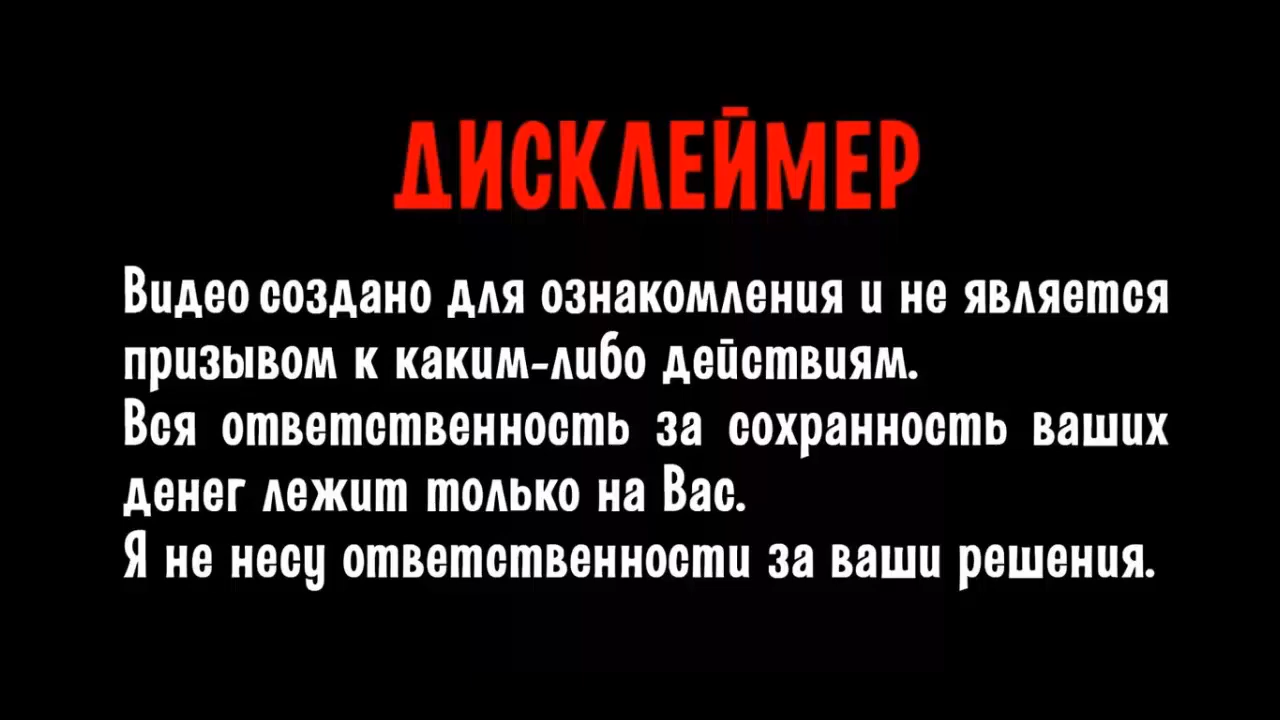 ДИСКЛЕЙМЕР
Видео создано для ознакомления и не является
призывом к каким-либо действиям.
Вся ответственность за сохранность ваших
денег лежит только на Вас.
Я не несу ответственности за ваши решения.